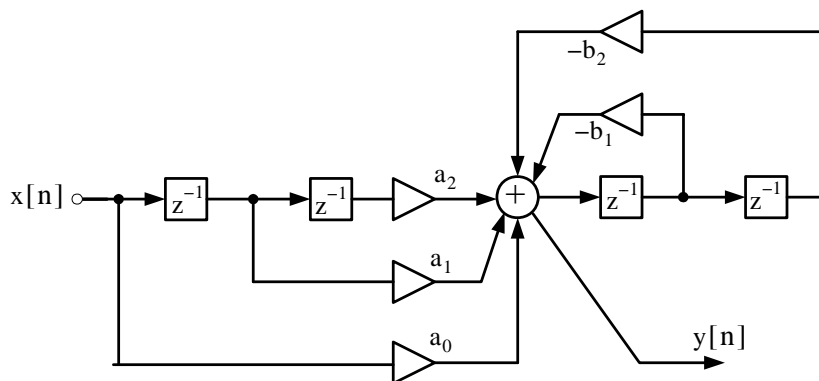 −b₂
−b₁
x[n]
z⁻¹
z⁻¹
a₂
+
z⁻¹
z⁻¹
a₁
a₀
y[n]